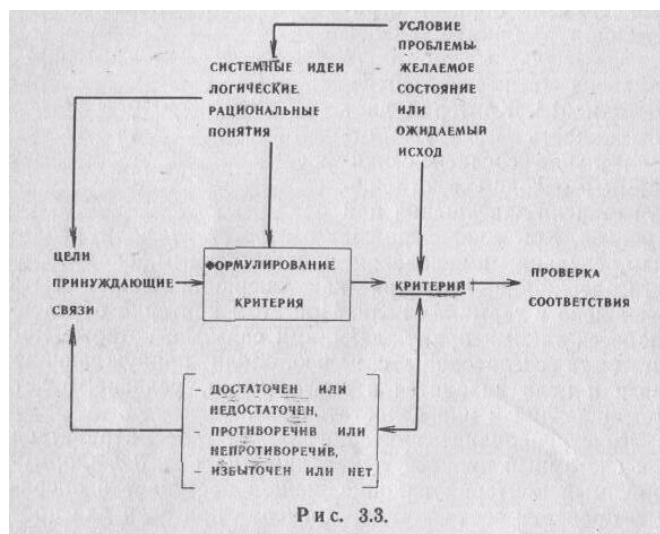 УСЛОВИЕ
ПРОБЛЕМЫ-
ЖЕЛАЕМОЕ
СОСТОЯНИЕ
ИЛИ
ОЖИДАЕМЫЙ
ИСХОД
СИСТЕМНЫЕ ИДЕИ
ЛОГИЧЕСКИЕ
РАЦИОНАЛЬНЫЕ
ПОНЯТИЯ
ЦЕЛИ
ПРИНУЖДАЮЩИЕ
СВЯЗИ
ФОРМУЛИРОВАНИЕ
КРИТЕРИЯ
КРИТЕРИЙ
ПРОВЕРКА
СООТВЕТСТВИЯ
- ДОСТАТОЧЕН ИЛИ
НЕДОСТАТОЧЕН,
- ПРОТИВОРЕЧИВ ИЛИ
НЕПРОТИВОРЕЧИВ,
- ИЗБЫТОЧЕН ИЛИ НЕТ
Рис. 3.3.